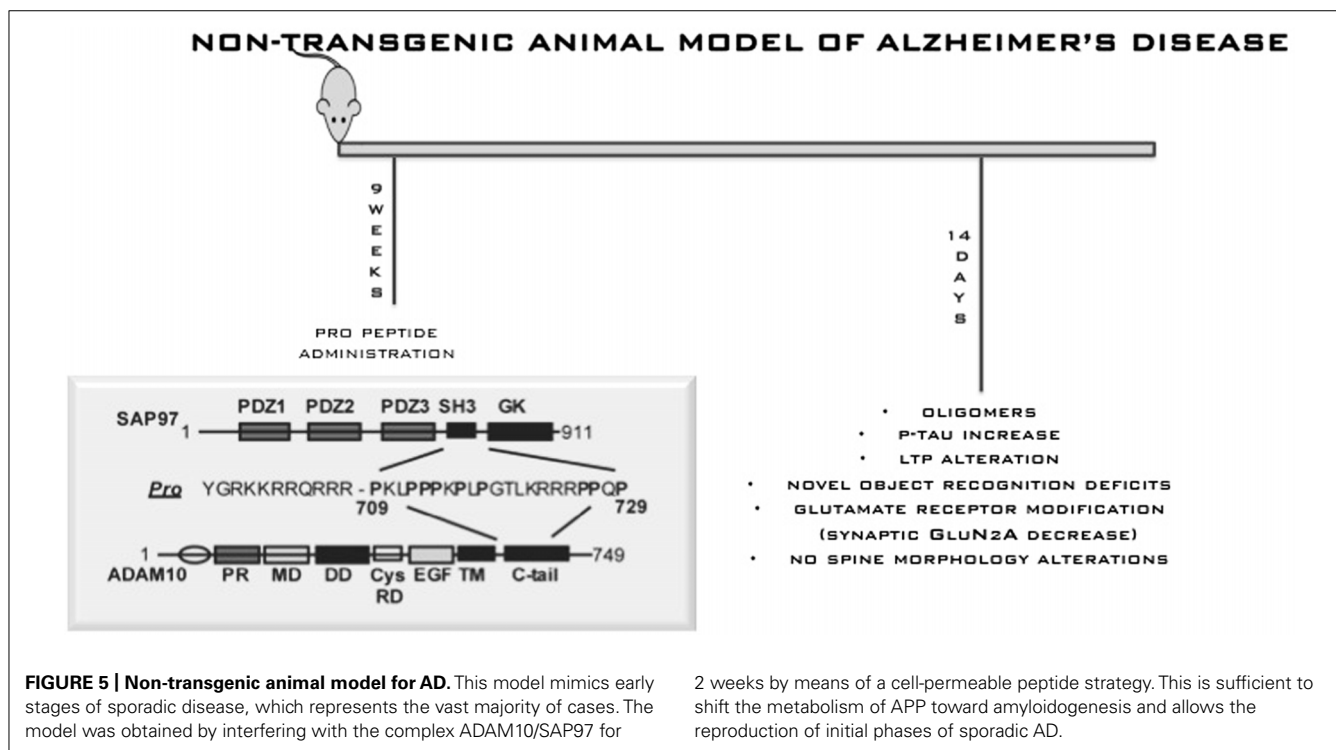 NON-TRANSGENIC ANIMAL MODEL OF ALZHEIMER'S DISEASE
9 WEEKS
14 DAYS
PRO PEPTIDE
ADMINISTRATION
PDZ1 PDZ2 PDZ3 SH3 GK
SAP97 1 911
Pro YGRKKRRQRRR - PKLPPPKPLPGTLKRRRPPQP
709 729
1 749
ADAM10 PR MD DD Cys EGF TM C-tail
RD
• OLIGOMERS
• P-TAU INCREASE
• LTP ALTERATION
• NOVEL OBJECT RECOGNITION DEFICITS
• GLUTAMATE RECEPTOR MODIFICATION
(SYNAPTIC GLUN2A DECREASE)
• NO SPINE MORPHOLOGY ALTERATIONS
FIGURE 5 | Non-transgenic animal model for AD. This model mimics early
stages of sporadic disease, which represents the vast majority of cases. The
model was obtained by interfering with the complex ADAM10/SAP97 for
2 weeks by means of a cell-permeable peptide strategy. This is sufficient to
shift the metabolism of APP toward amyloidogenesis and allows the
reproduction of initial phases of sporadic AD.